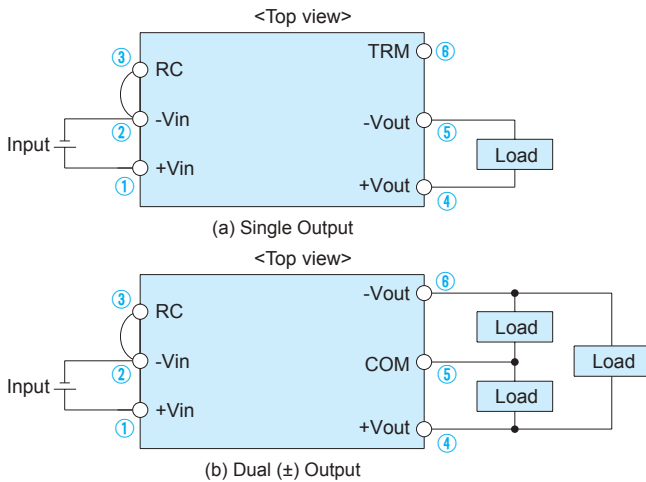 <Top view>
③ RC
TRM ⑥
-Vin
②
-Vout
⑤
Input
Load
+Vin
①
+Vout
④
(a) Single Output
<Top view>
③ RC
-Vout ⑥
Load
-Vin
②
COM
⑤
Load
Input
Load
+Vin
①
+Vout
④
(b) Dual (±) Output